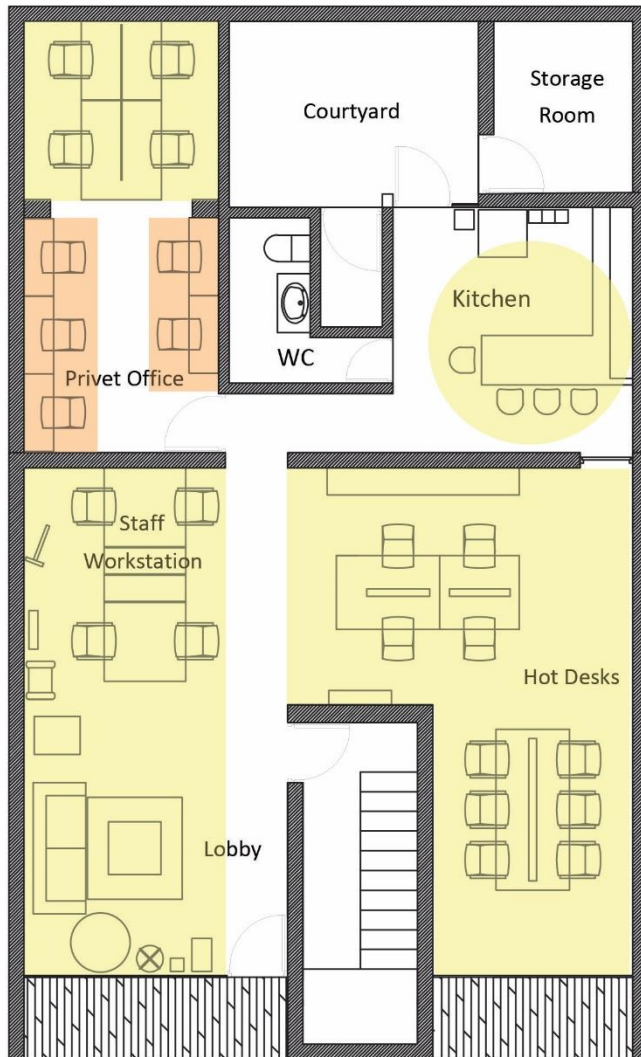 Courtyard
Storage
Room
Kitchen
WC
Privet Office
Staff
Workstation
Hot Desks
Lobby